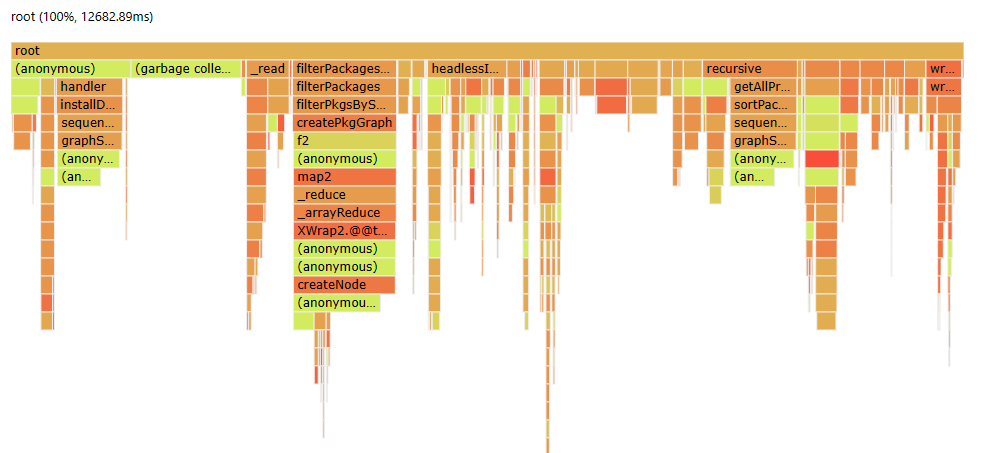 root (100%, 12682.89ms)
root
(anonymous) (garbage colle... _read filterPackages... headlessI... recursive wr...
handler filterPackages getAllPr... wr...
installD... filterPkgsByS... sortPac...
sequen... createPkgGraph sequen...
graphS... f2 graphS...
(anony... (anonymous) (anony...
(an... map2 (an...
_reduce
_arrayReduce
XWrap2.@@t...
(anonymous)
(anonymous)
createNode
(anonymou...